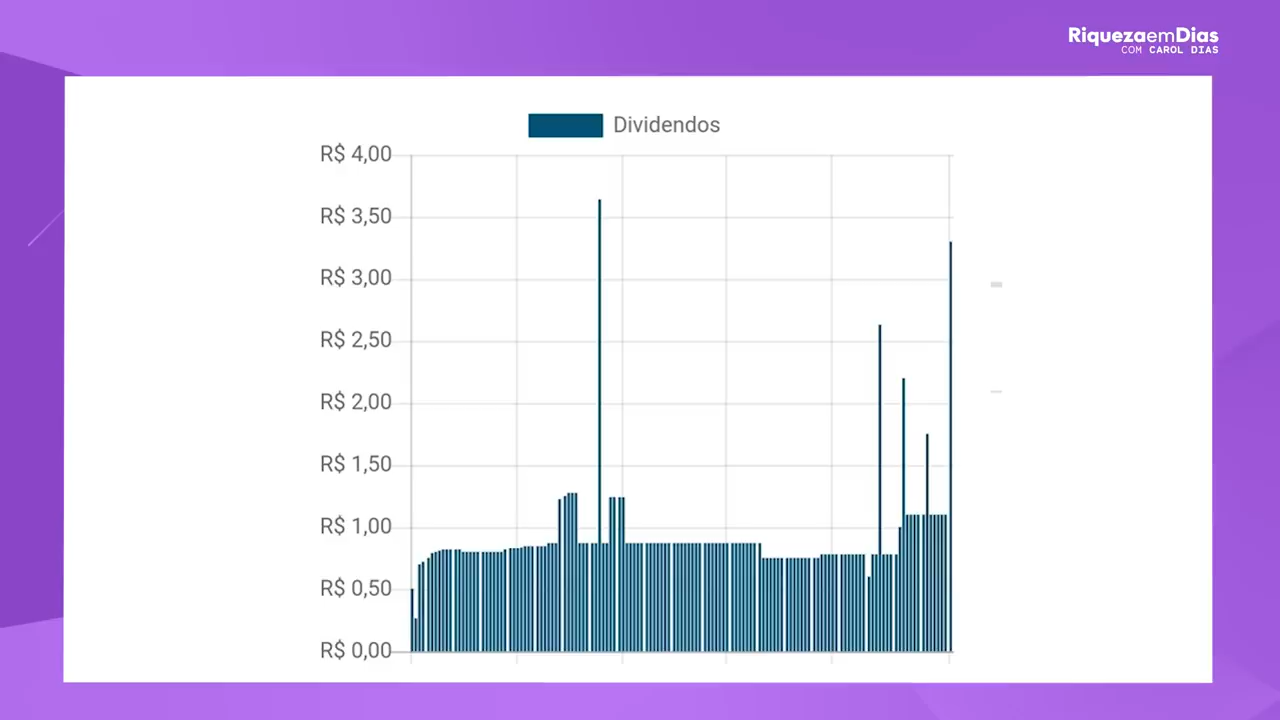 RiquezaemDias
COM CAROL DIAS
Dividendos
R$ 4,00
R$ 3,50
R$ 3,00
R$ 2,50
R$ 2,00
R$ 1,50
R$ 1,00
R$ 0,50
R$ 0,00